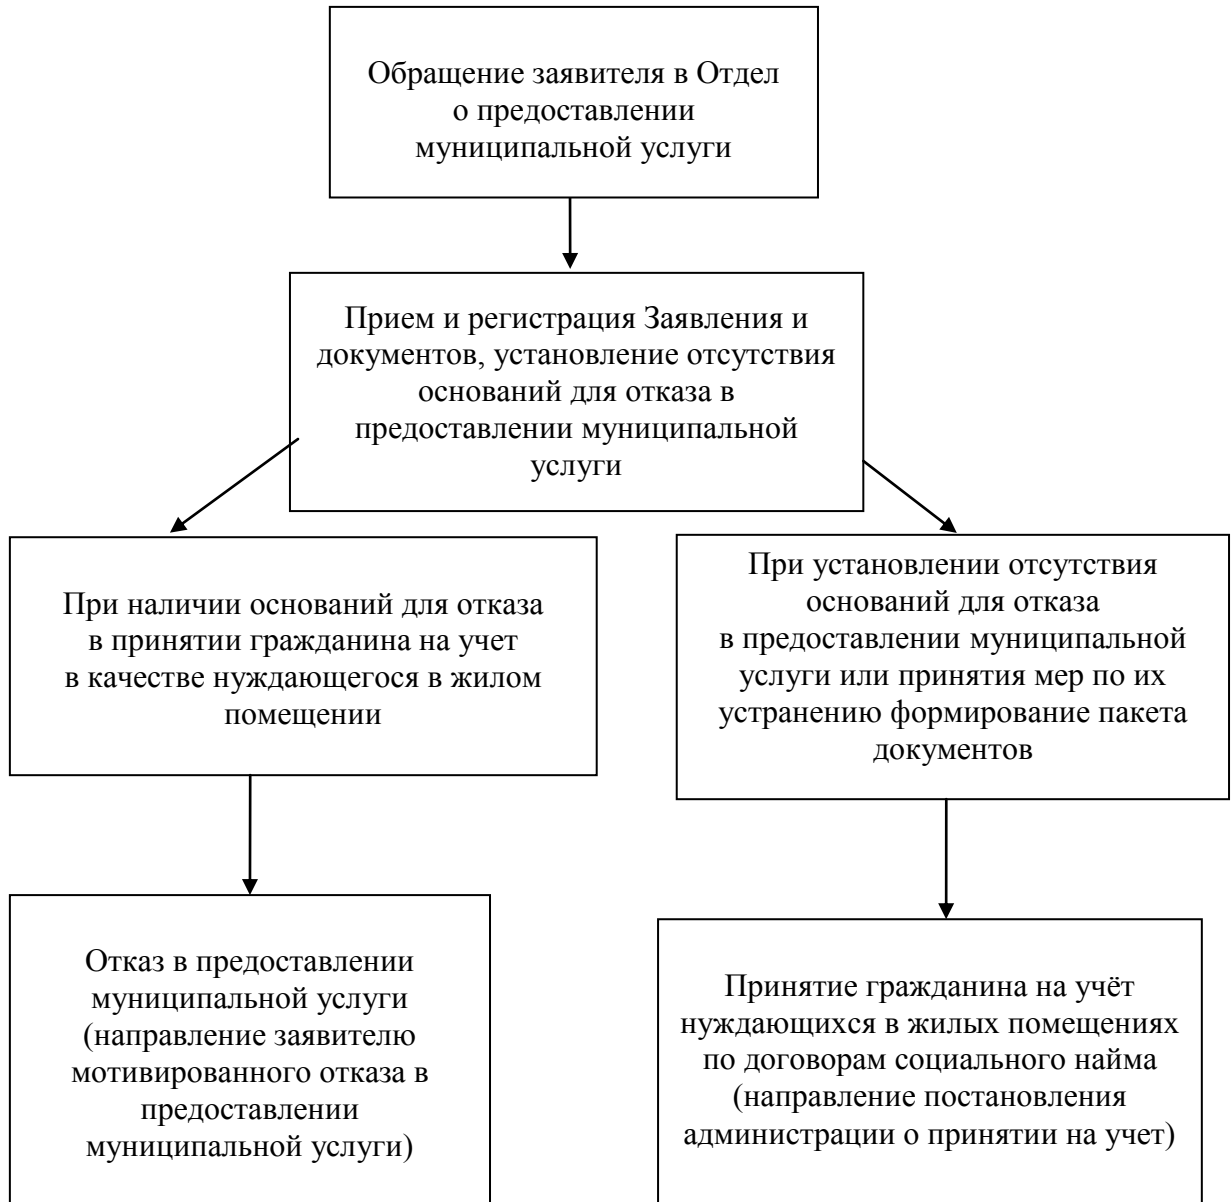 Обращение заявителя в Отдел
о предоставлении
муниципальной услуги
Прием и регистрация Заявления и
документов, установление отсутствия
оснований для отказа в
предоставлении муниципальной
услуги
При наличии оснований для отказа
в принятии гражданина на учет
в качестве нуждающегося в жилом
помещении
При установлении отсутствия
оснований для отказа
в предоставлении муниципальной
услуги или принятия мер по их
устранению формирование пакета
документов
Отказ в предоставлении
муниципальной услуги
(направление заявителю
мотивированного отказа в
предоставлении
муниципальной услуги)
Принятие гражданина на учёт
нуждающихся в жилых помещениях
по договорам социального найма
(направление постановления
администрации о принятии на учет)